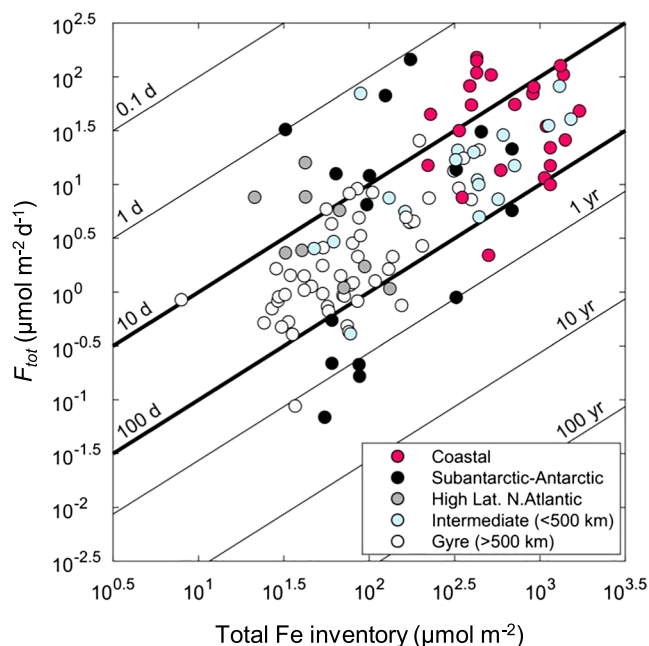 10^2.5
10^2
10^1.5
10^1
10^0.5
10^0
10^-0.5
10^-1
10^-1.5
10^-2
10^-2.5
F_tot (μmol m^-2 d^-1)
0.1 d
1 d
10 d
100 d
1 yr
10 yr
100 yr
Coastal
Subantarctic-Antarctic
High Lat. N.Atlantic
Intermediate (<500 km)
Gyre (>500 km)
10^0.5 10^1 10^1.5 10^2 10^2.5 10^3 10^3.5
Total Fe inventory (μmol m^-2)